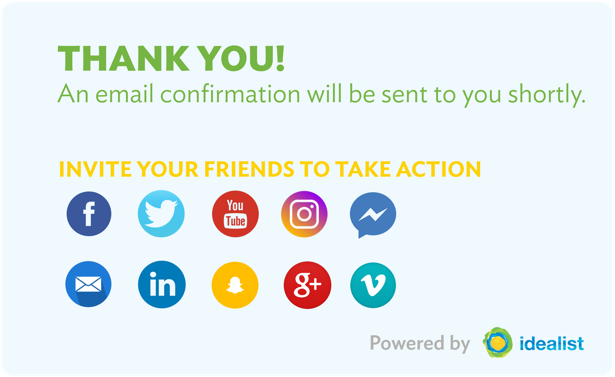 THANK YOU!
An email confirmation will be sent to you shortly.
INVITE YOUR FRIENDS TO TAKE ACTION
f
You
Tube
in
g+
v
Powered by idealist